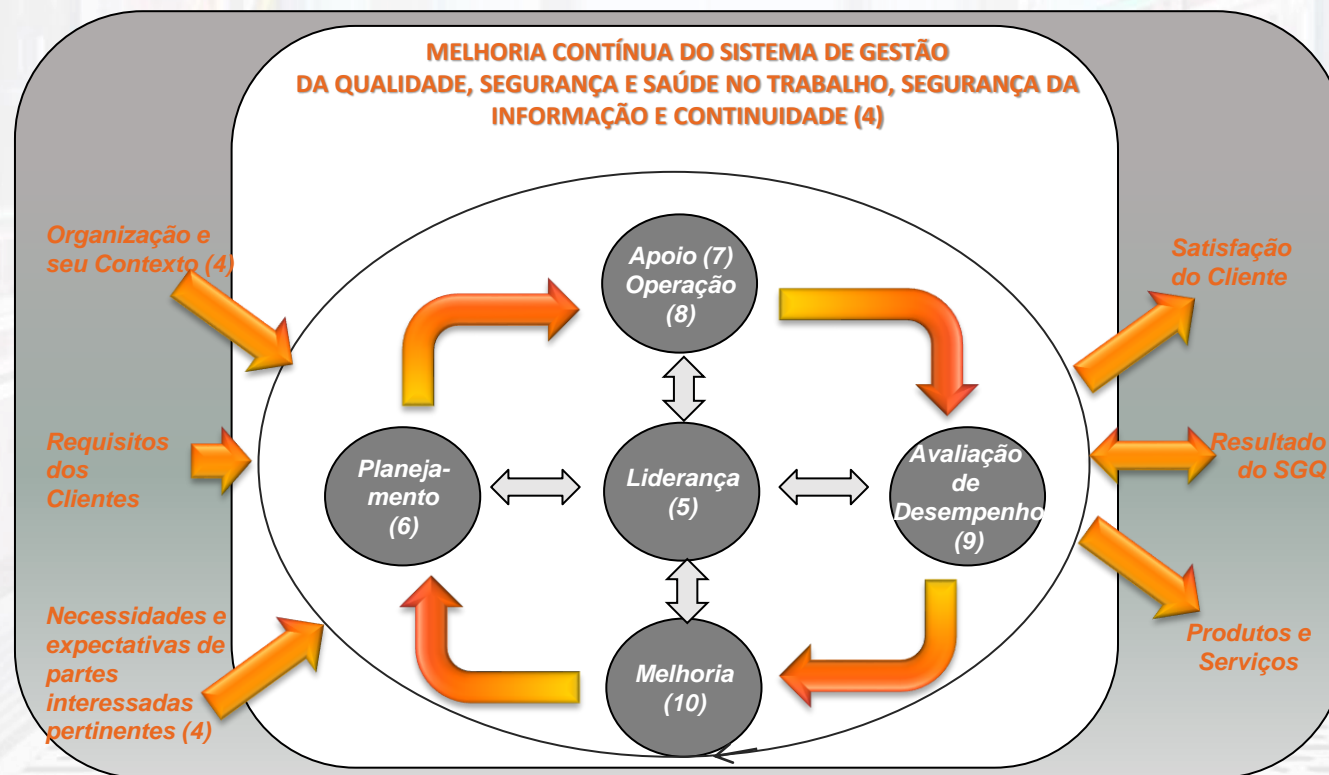 MELHORIA CONTÍNUA DO SISTEMA DE GESTÃO
DA QUALIDADE, SEGURANÇA E SAÚDE NO TRABALHO, SEGURANÇA DA
INFORMAÇÃO E CONTINUIDADE (4)
Organização e
seu Contexto (4)
Requisitos
dos
Clientes
Necessidades e
expectativas de
partes
interessadas
pertinentes (4)
Apoio (7)
Operação
(8)
Planeja-
mento
(6)
Liderança
(5)
Avaliação
de
Desempenho
(9)
Melhoria
(10)
Satisfação
do Cliente
Resultado
do SGQ
Produtos e
Serviços